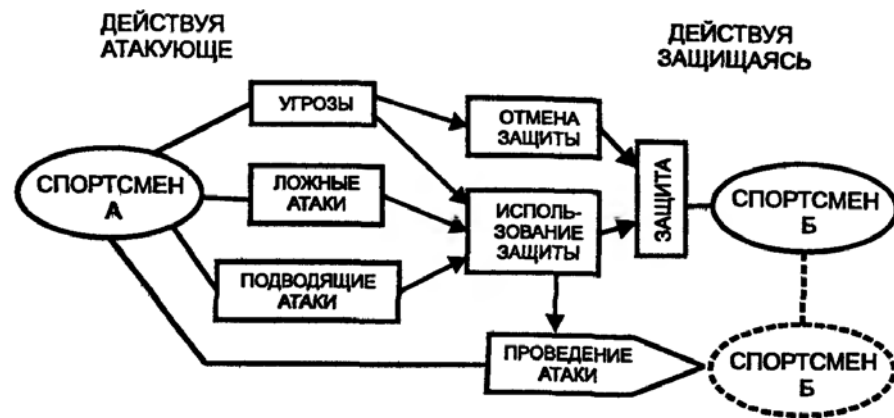 ДЕЙСТВУЯ
АТАКУЮЩЕ
ДЕЙСТВУЯ
ЗАЩИЩАЯСЬ
УГРОЗЫ
ОТМЕНА
ЗАЩИТЫ
СПОРТСМЕН
А
ЛОЖНЫЕ
АТАКИ
ИСПОЛЬ-
ЗОВАНИЕ
ЗАЩИТЫ
ЗАЩИТА
СПОРТСМЕН
Б
ПОДВОДЯЩИЕ
АТАКИ
ПРОВЕДЕНИЕ
АТАКИ
СПОРТСМЕН
Б